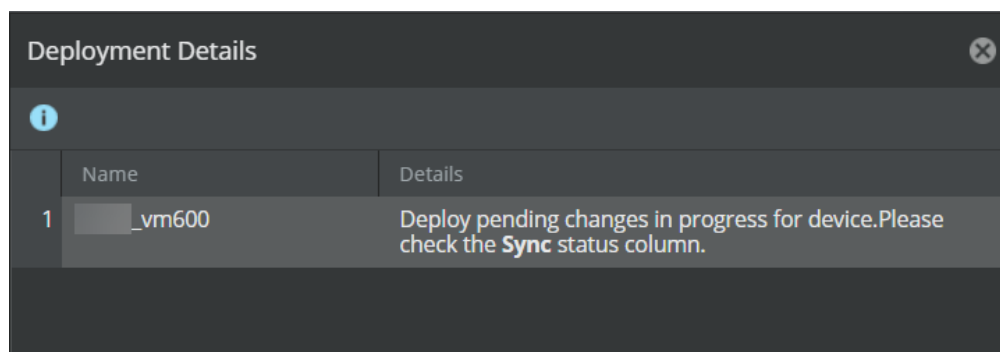 Deployment Details
Name Details
1 _vm600 Deploy pending changes in progress for device.Please
check the Sync status column.